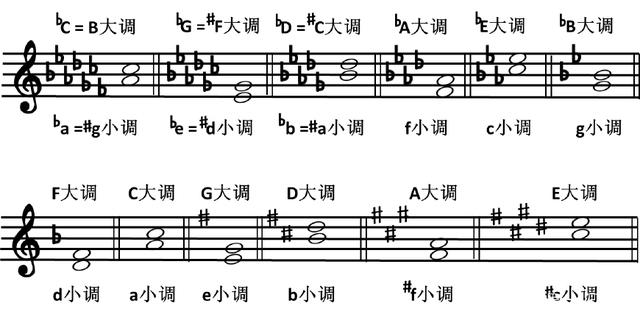 ♭C = B大调 ♭G = #F大调 ♭D = #C大调 ♭A大调 ♭E大调 ♭B大调
♭a = #g小调 ♭e = #d小调 ♭b = #a小调 f小调 c小调 g小调
F大调 C大调 G大调 D大调 A大调 E大调
d小调 a小调 e小调 b小调 #f小调 #c小调